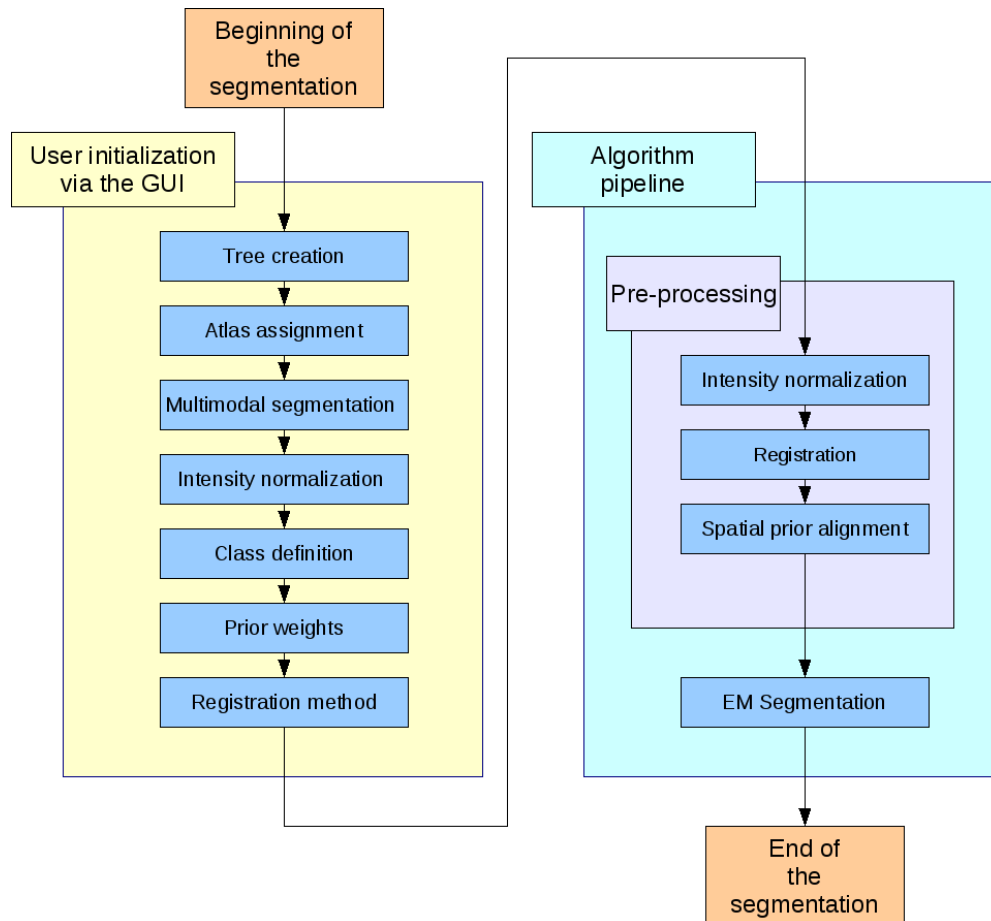 Beginning of
the
segmentation
User initialization
via the GUI
Tree creation
Atlas assignment
Multimodal segmentation
Intensity normalization
Class definition
Prior weights
Registration method
Algorithm
pipeline
Pre-processing
Intensity normalization
Registration
Spatial prior alignment
EM Segmentation
End of
the
segmentation